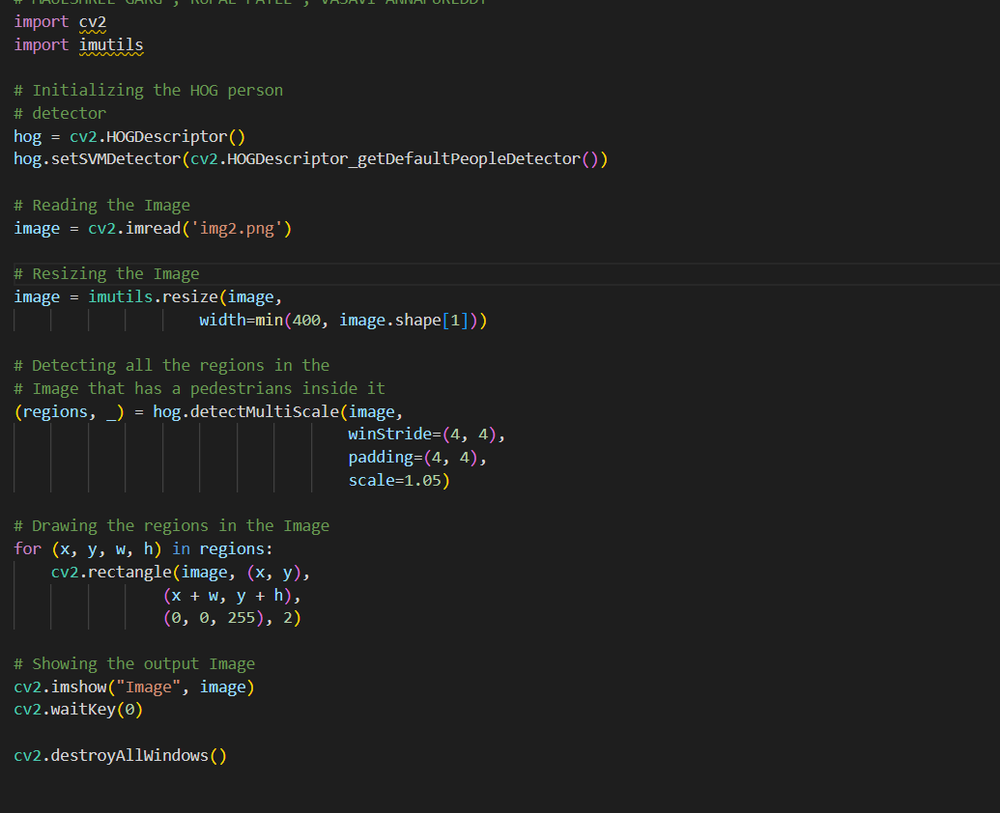 import cv2
import imutils
# Initializing the HOG person
# detector
hog = cv2.HOGDescriptor()
hog.setSVMDetector(cv2.HOGDescriptor_getDefaultPeopleDetector())
# Reading the Image
image = cv2.imread('img2.png')
# Resizing the Image
image = imutils.resize(image,
width=min(400, image.shape[1]))
# Detecting all the regions in the
# Image that has a pedestrians inside it
(regions, _) = hog.detectMultiScale(image,
winStride=(4, 4),
padding=(4, 4),
scale=1.05)
# Drawing the regions in the Image
for (x, y, w, h) in regions:
cv2.rectangle(image, (x, y),
(x + w, y + h),
(0, 0, 255), 2)
# Showing the output Image
cv2.imshow("Image", image)
cv2.waitKey(0)
cv2.destroyAllWindows()